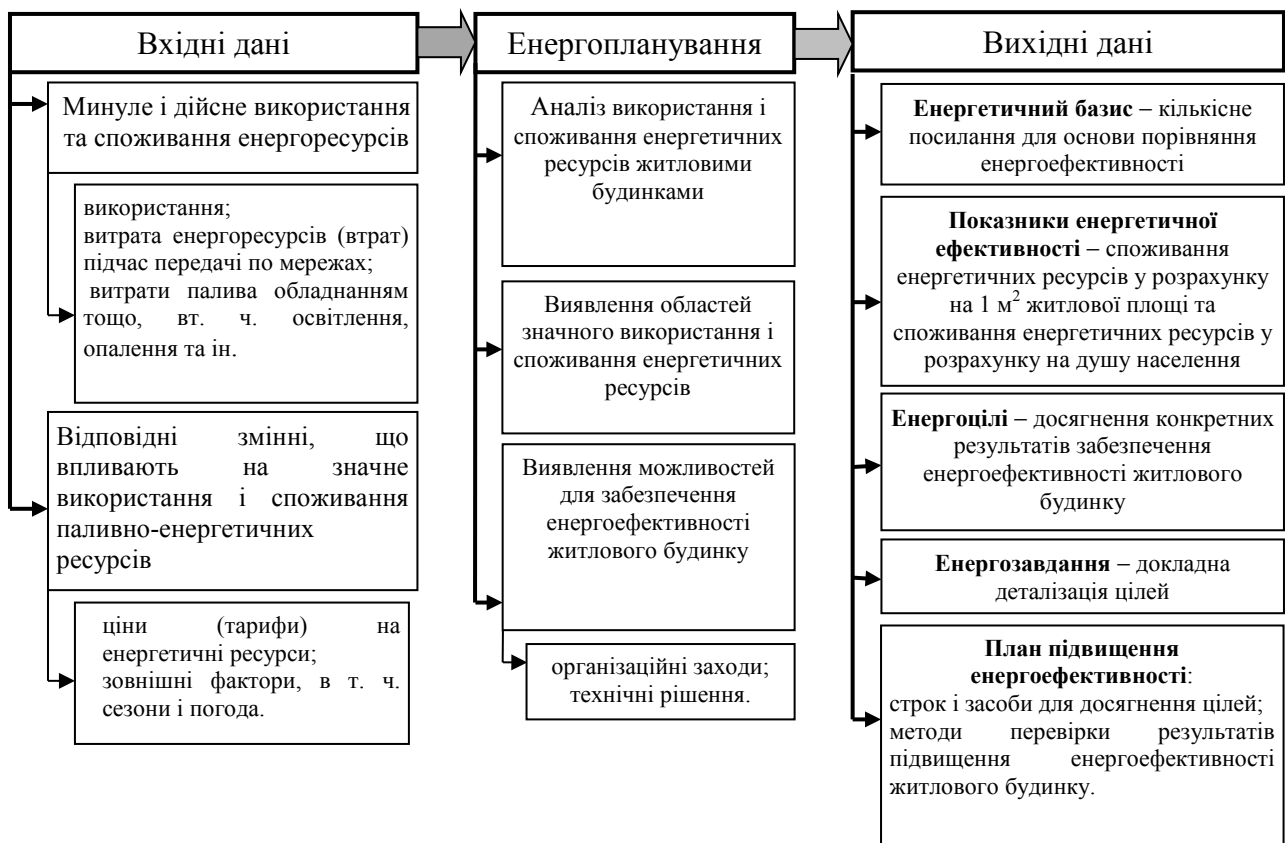 Вхідні дані
Минуле і дійсне використання
та споживання енергоресурсів
використання;
витрата енергоресурсів (втрат)
підчас передачі по мережах;
витрати палива обладнанням
тощо, вт. ч. освітлення,
опалення та ін.
Відповідні змінні, що
впливають на значне
використання і споживання
паливно-енергетичних
ресурсів
ціни (тарифи) на
енергетичні ресурси;
зовнішні фактори, в т. ч.
сезони і погода.
Енергопланування
Аналіз використання і
споживання енергетичних
ресурсів житловими
будинками
Виявлення областей
значного використання і
споживання енергетичних
ресурсів
Виявлення можливостей
для забезпечення
енергоефективності
житлового будинку
організаційні заходи;
технічні рішення.
Вихідні дані
Енергетичний базис – кількісне
посилання для основи порівняння
енергоефективності
Показники енергетичної
ефективності – споживання
енергетичних ресурсів у розрахунку
на 1 м² житлової площі та
споживання енергетичних ресурсів у
розрахунку на душу населення
Енергоцілі – досягнення конкретних
результатів забезпечення
енергоефективності житлового
будинку
Енергозавдання – докладна
деталізація цілей
План підвищення
енергоефективності:
строк і засоби для досягнення цілей;
методи перевірки результатів
підвищення енергоефективності
житлового будинку.